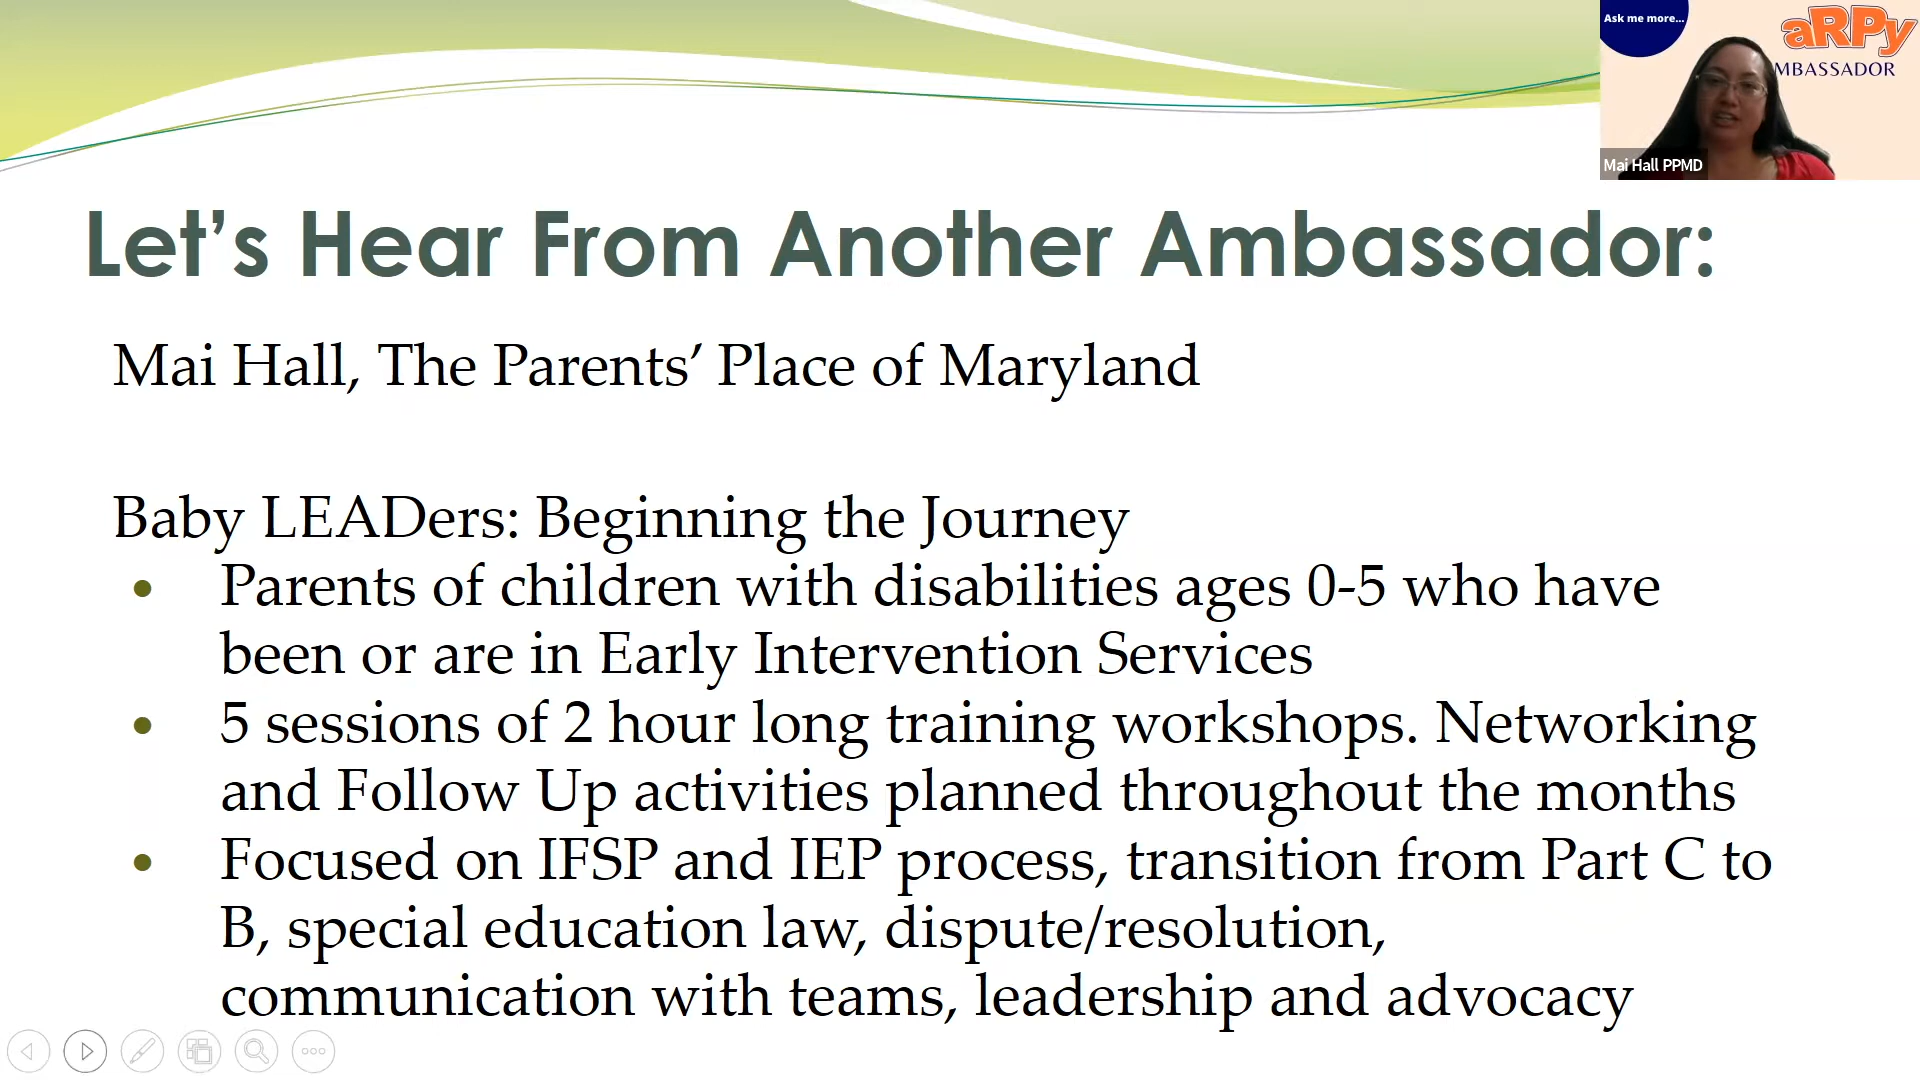 Ask me more...
aRPy
MBASSADOR
Mai Hall PPMD
Let’s Hear From Another Ambassador:
Mai Hall, The Parents’ Place of Maryland
Baby LEADers: Beginning the Journey
• Parents of children with disabilities ages 0-5 who have
been or are in Early Intervention Services
• 5 sessions of 2 hour long training workshops. Networking
and Follow Up activities planned throughout the months
• Focused on IFSP and IEP process, transition from Part C to
B, special education law, dispute/resolution,
communication with teams, leadership and advocacy